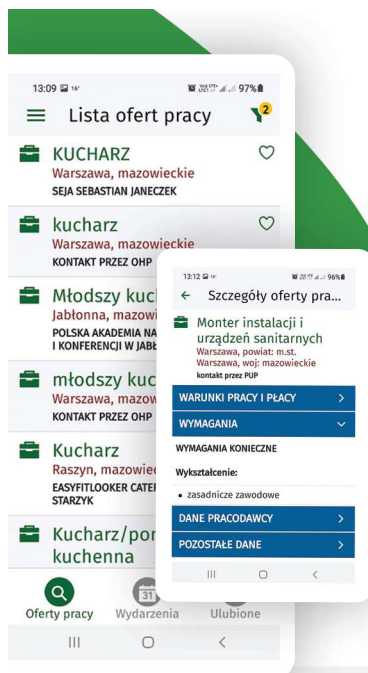 13:09 16° 97%
Lista ofert pracy 2
KUCHARZ
Warszawa, mazowieckie
SEJA SEBASTIAN JANECZEK
kucharz
Warszawa, mazowieckie
KONTAKT PRZEZ OHP
Młodszy kuc
Jabłonna, mazowi
POLSKA AKADEMIA NA
I KONFERENCJI W JABŁ
młodszy kuc
Warszawa, mazow
KONTAKT PRZEZ OHP
Kucharz
Raszyn, mazowiec
EASYFITLOOKER CATE
STARZYK
Kucharz/por
kuchenna
31
Oferty pracy Wydarzenia Ulubione
13:12 96%
Szczegóły oferty pra...
Monter instalacji i
urządzeń sanitarnych
Warszawa, powiat: m.st.
Warszawa, woj: mazowieckie
kontakt przez PUP
WARUNKI PRACY I PŁACY
WYMAGANIA
WYMAGANIA KONIECZNE
Wykształcenie:
• zasadnicze zawodowe
DANE PRACODAWCY
POZOSTAŁE DANE